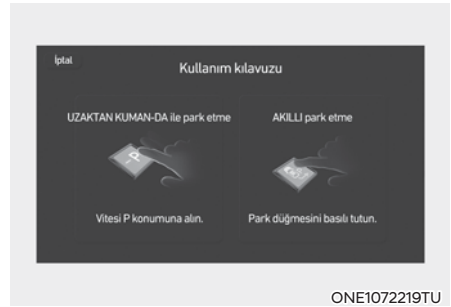 İptal
Kullanım kılavuzu
UZAKTAN KUMAN-DA ile park etme
AKILLI park etme
P
Vitesi P konumuna alın.
Park düğmesini basılı tutun.
ONE1072219TU